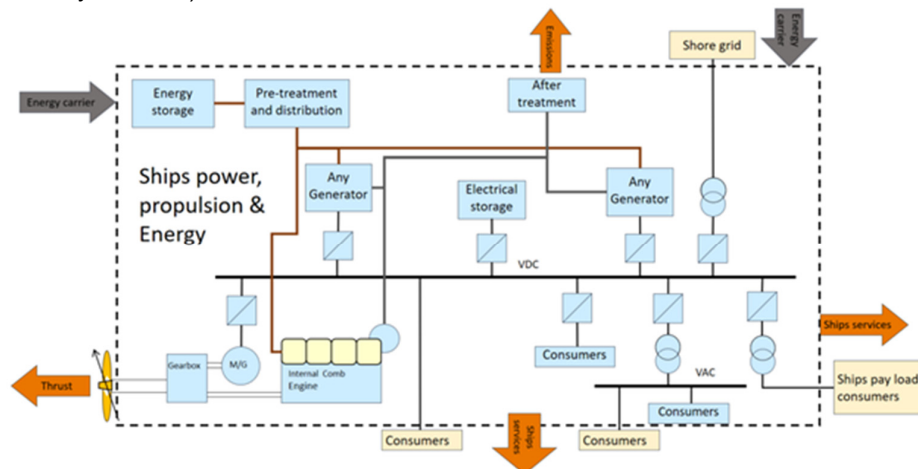 Emissions
Energy
carrier
Shore grid
Energy carrier
Energy
storage
Pre-treatment
and distribution
After
treatment
Ships power,
propulsion &
Energy
Any
Generator
Electrical
storage
Any
Generator
VDC
Gearbox
M/G
Internal Comb
Engine
Consumers
Ships services
Thrust
VAC
Ships pay load
consumers
Consumers
Consumers
Ships
services
Consumers